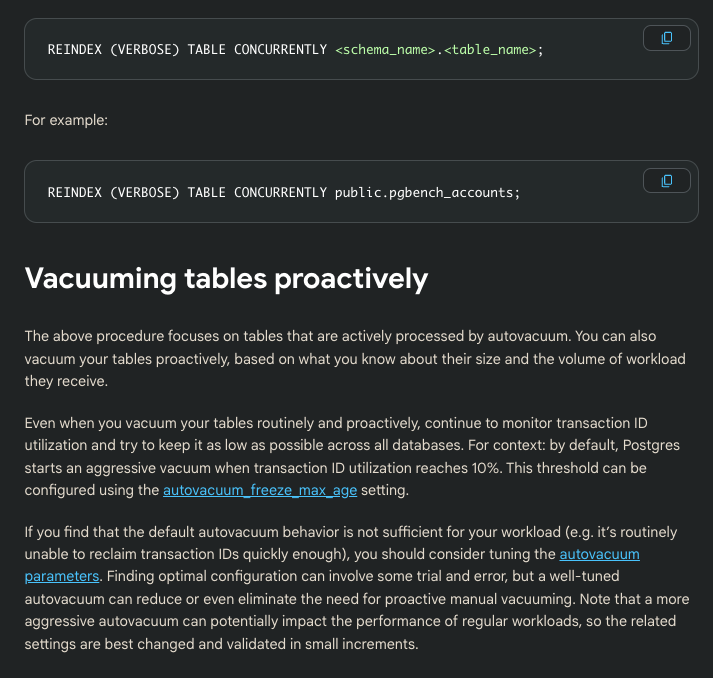 REINDEX (VERBOSE) TABLE CONCURRENTLY <schema_name>.<table_name>;
For example:
REINDEX (VERBOSE) TABLE CONCURRENTLY public.pgbench_accounts;
Vacuuming tables proactively
The above procedure focuses on tables that are actively processed by autovacuum. You can also
vacuum your tables proactively, based on what you know about their size and the volume of workload
they receive.
Even when you vacuum your tables routinely and proactively, continue to monitor transaction ID
utilization and try to keep it as low as possible across all databases. For context: by default, Postgres
starts an aggressive vacuum when transaction ID utilization reaches 10%. This threshold can be
configured using the autovacuum_freeze_max_age setting.
If you find that the default autovacuum behavior is not sufficient for your workload (e.g. it’s routinely
unable to reclaim transaction IDs quickly enough), you should consider tuning the autovacuum
parameters. Finding optimal configuration can involve some trial and error, but a well-tuned
autovacuum can reduce or even eliminate the need for proactive manual vacuuming. Note that a more
aggressive autovacuum can potentially impact the performance of regular workloads, so the related
settings are best changed and validated in small increments.